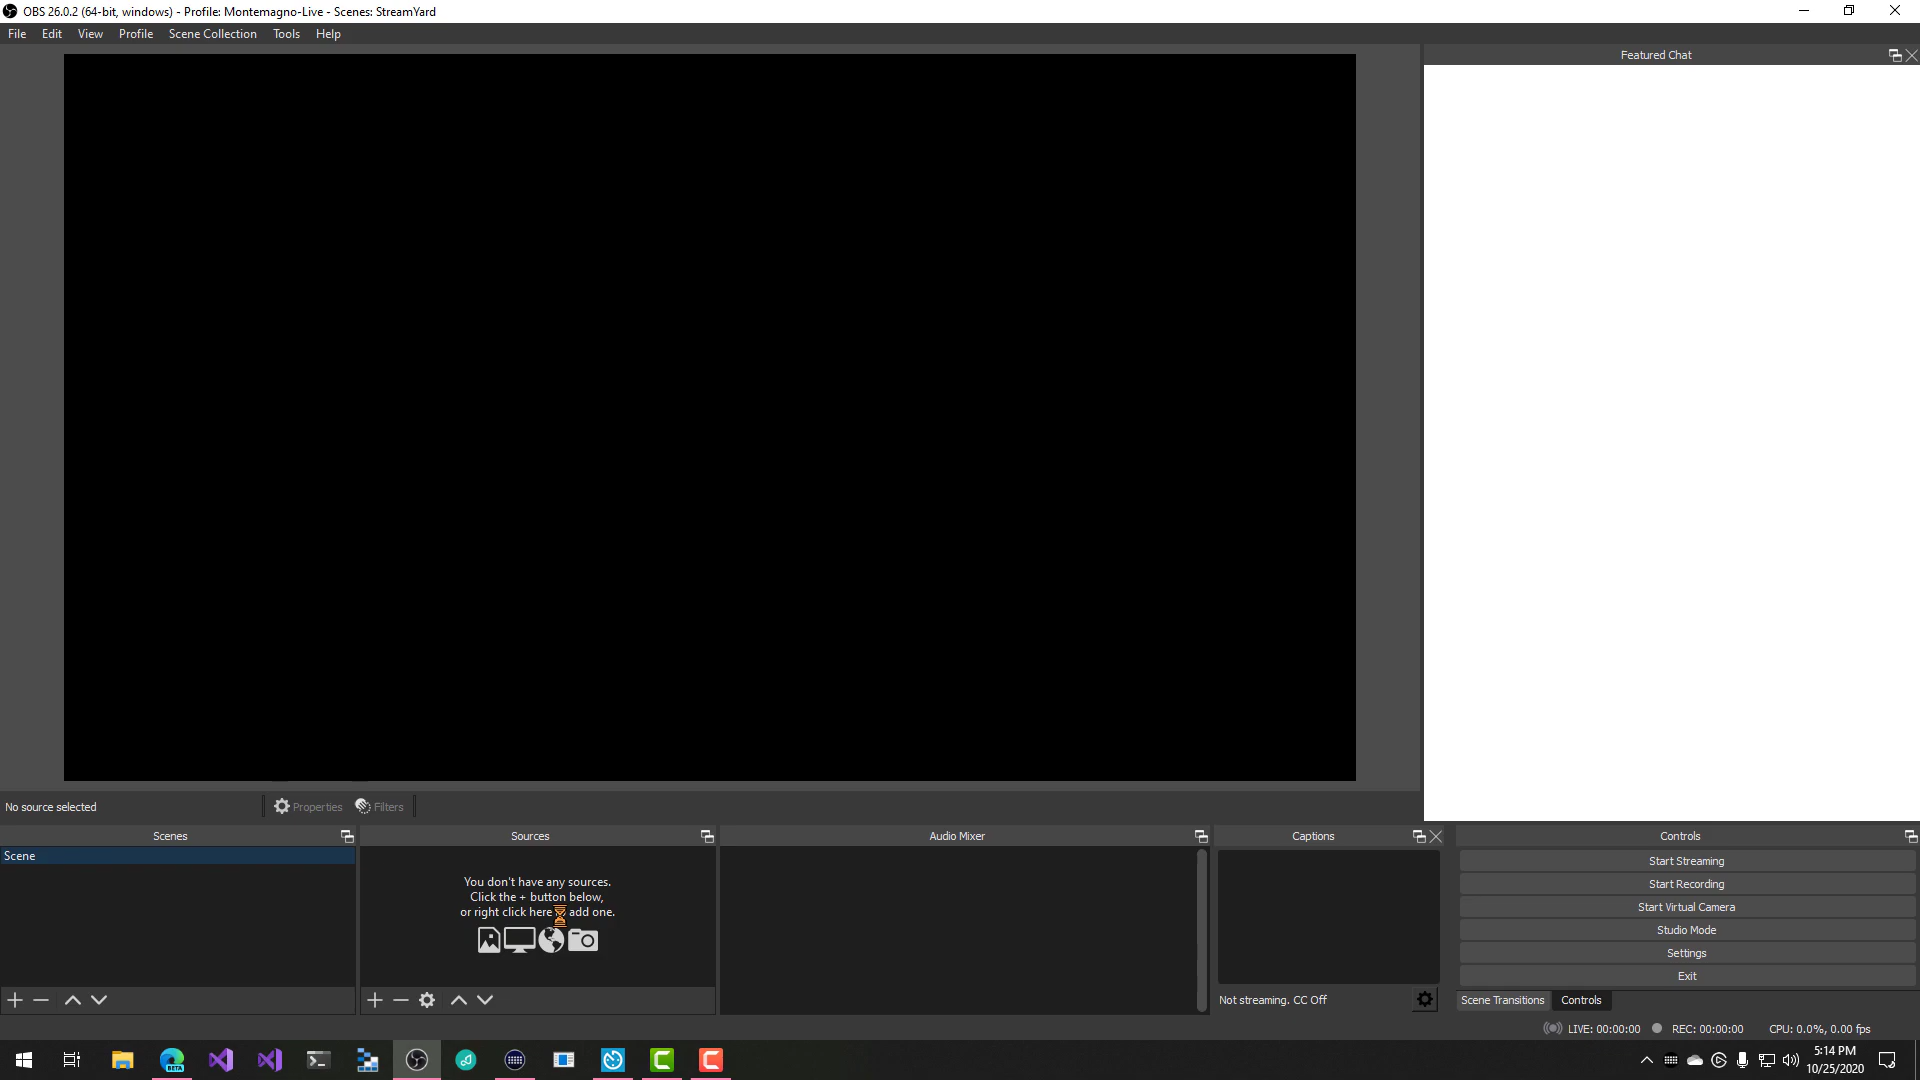 OBS 26.0.2 (64-bit, windows) - Profile: Montemagno-Live - Scenes: StreamYard
File Edit View Profile Scene Collection Tools Help
Featured Chat
No source selected Properties Filters
Scenes Sources Audio Mixer Captions Controls
Scene
You don't have any sources.
Click the + button below,
or right click here add one.
Start Streaming
Start Recording
Start Virtual Camera
Studio Mode
Settings
Exit
Not streaming. CC Off
Scene Transitions Controls
LIVE: 00:00:00 REC: 00:00:00 CPU: 0.0%, 0.00 fps
BETA
5:14 PM
10/25/2020